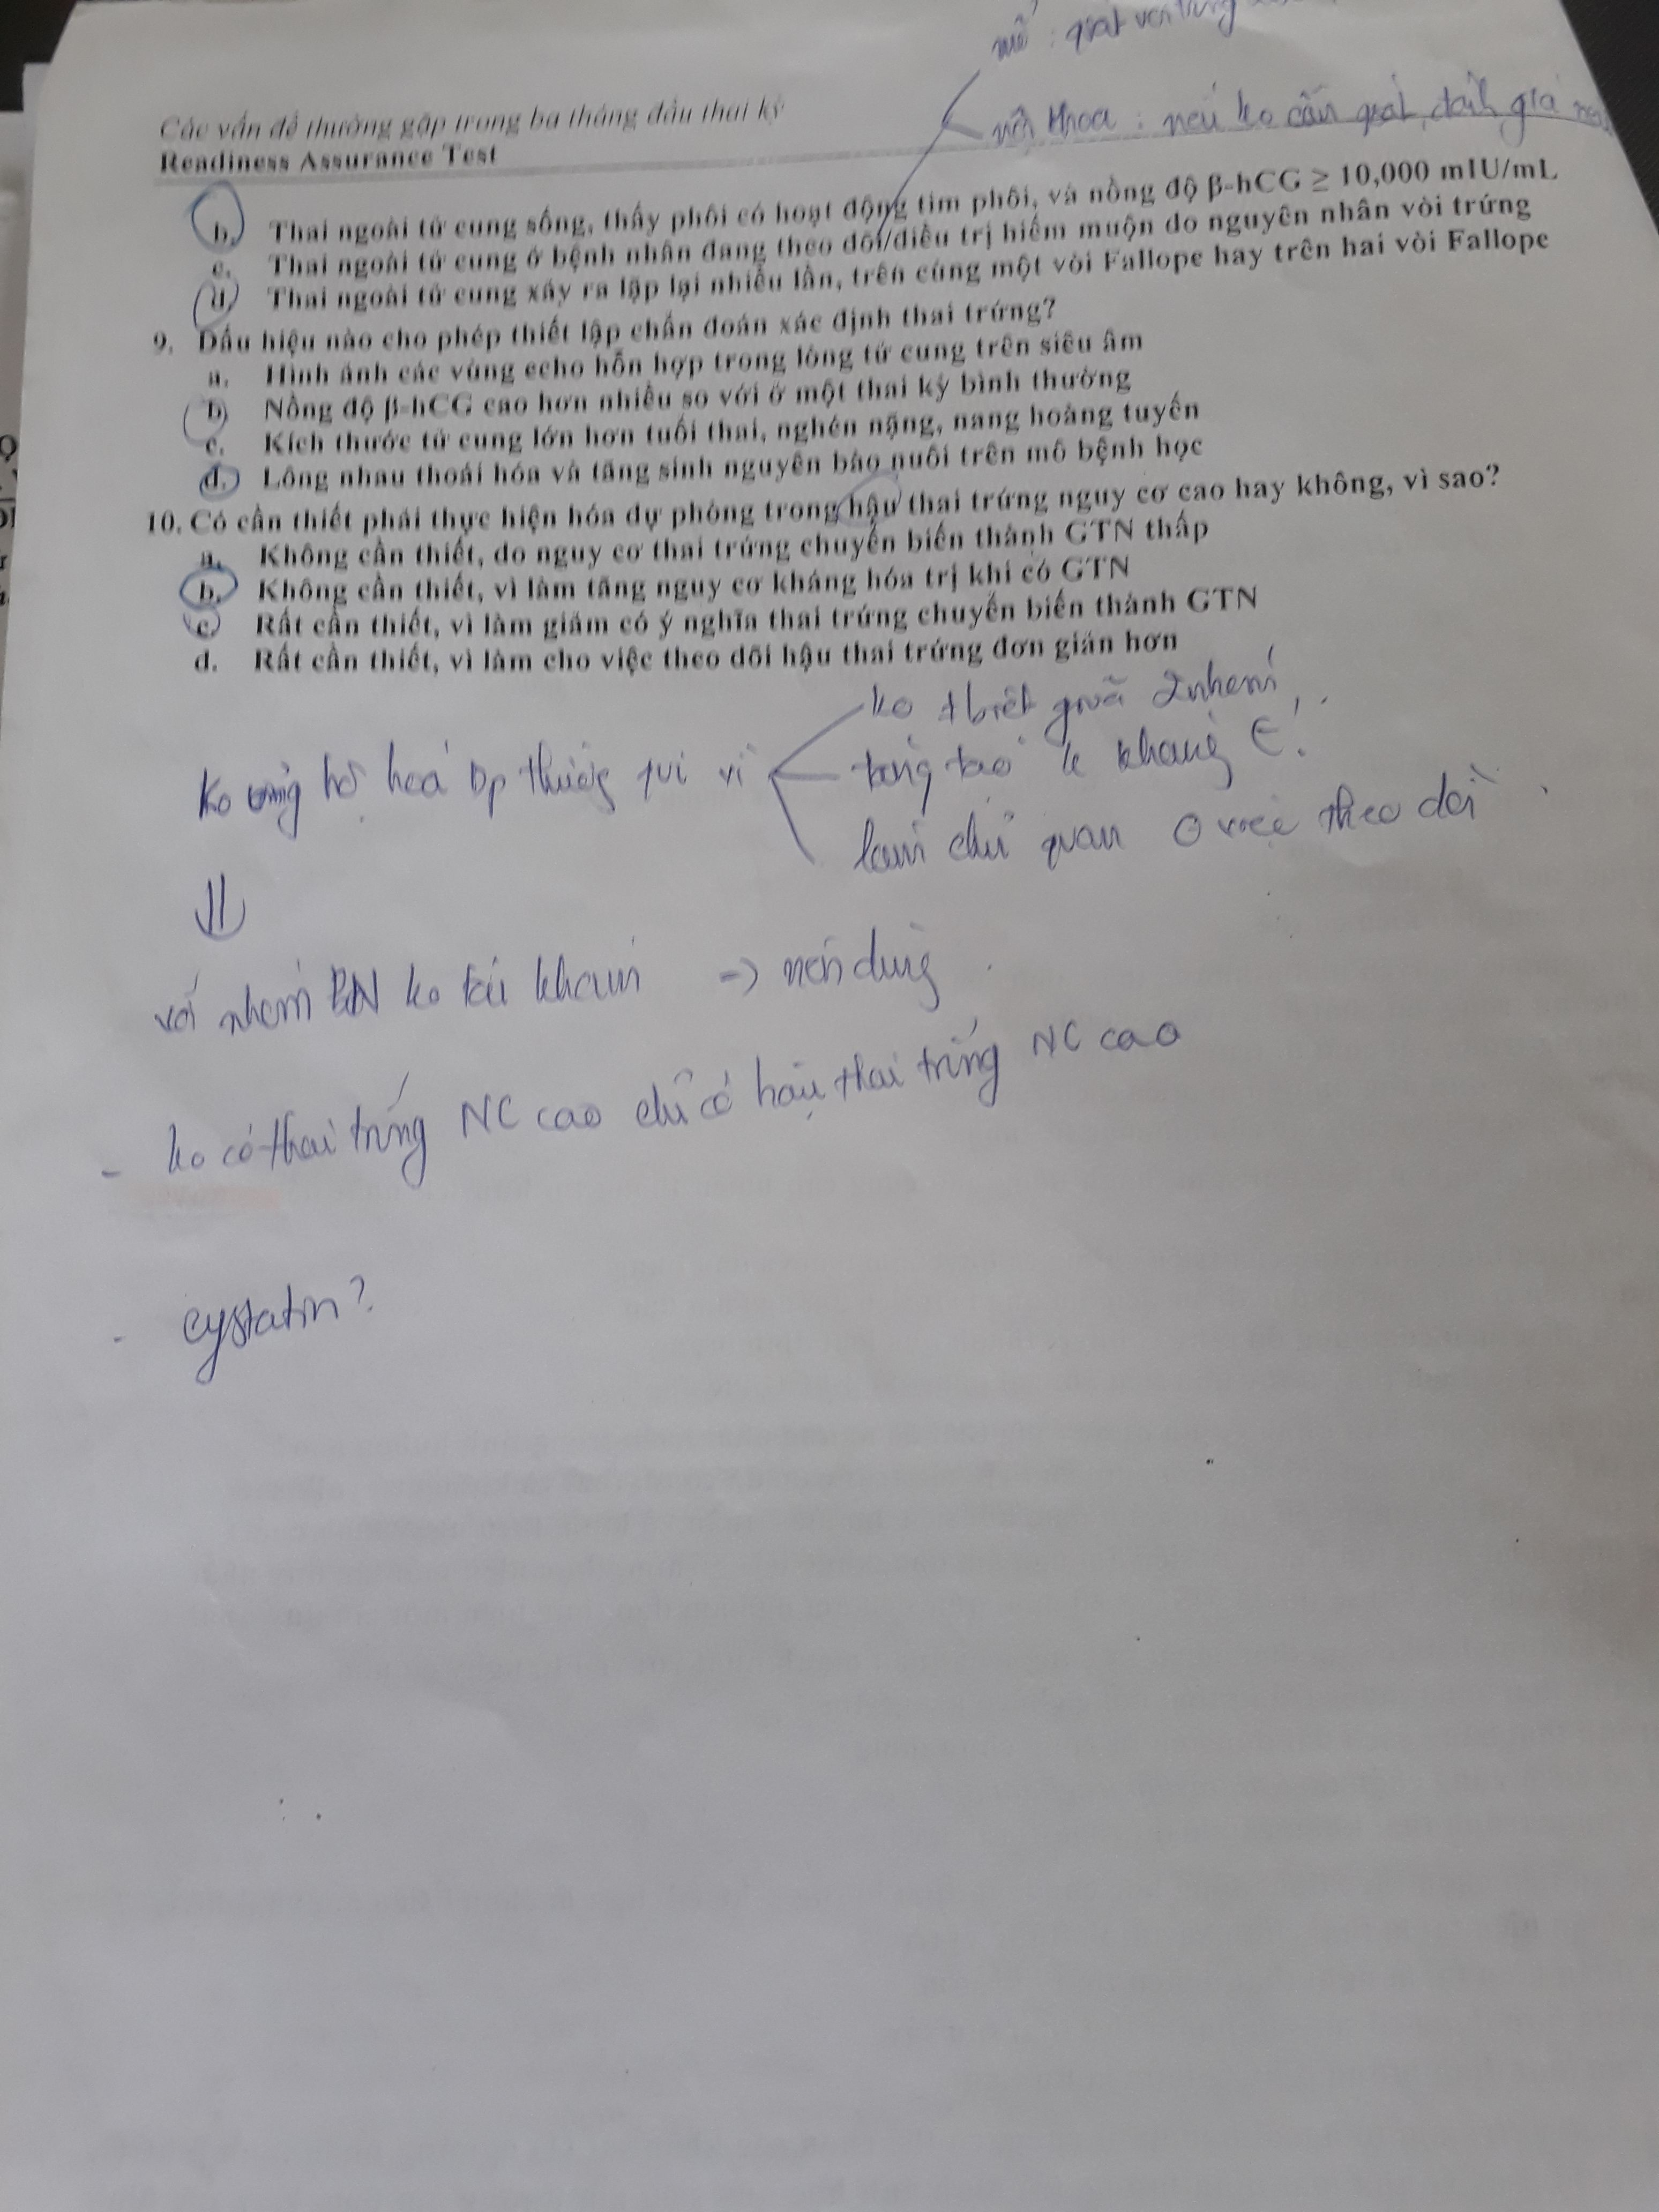 mổ : quát vòi trứng
nội khoa : nếu ko cần quát, đánh giá
Các vấn đề thường gặp trong ba tháng đầu thai kỳ
Readiness Assurance Test
b. Thai ngoài tử cung sống, thấy phôi có hoạt động tim phôi, và nồng độ β-hCG ≥ 10,000 mIU/mL
c. Thai ngoài tử cung ở bệnh nhân đang theo dõi/điều trị hiếm muộn do nguyên nhân vòi trứng
d. Thai ngoài tử cung xảy ra lặp lại nhiều lần, trên cùng một vòi Fallope hay trên hai vòi Fallope
9. Dấu hiệu nào cho phép thiết lập chẩn đoán xác định thai trứng?
a. Hình ảnh các vùng echo hỗn hợp trong lòng tử cung trên siêu âm
b. Nồng độ β-hCG cao hơn nhiều so với ở một thai kỳ bình thường
c. Kích thước tử cung lớn hơn tuổi thai, nghén nặng, nang hoàng tuyến
d. Lông nhau thoái hóa và tăng sinh nguyên bào nuôi trên mô bệnh học
10. Có cần thiết phải thực hiện hóa dự phòng trong hậu thai trứng nguy cơ cao hay không, vì sao?
a. Không cần thiết, do nguy cơ thai trứng chuyển biến thành GTN thấp
b. Không cần thiết, vì làm tăng nguy cơ kháng hóa trị khi có GTN
c. Rất cần thiết, vì làm giảm có ý nghĩa thai trứng chuyển biến thành GTN
d. Rất cần thiết, vì làm cho việc theo dõi hậu thai trứng đơn giản hơn
ko # biệt giữa 2 nhóm
ko ủng hộ hoá DP thường qui vì
tăng k kháng
làm chủ quan việc theo dõi
với nhóm BN ko tái khám => nên dùng
- ko có thai trứng NC cao chỉ có hậu thai trứng NC cao
- cystatin?